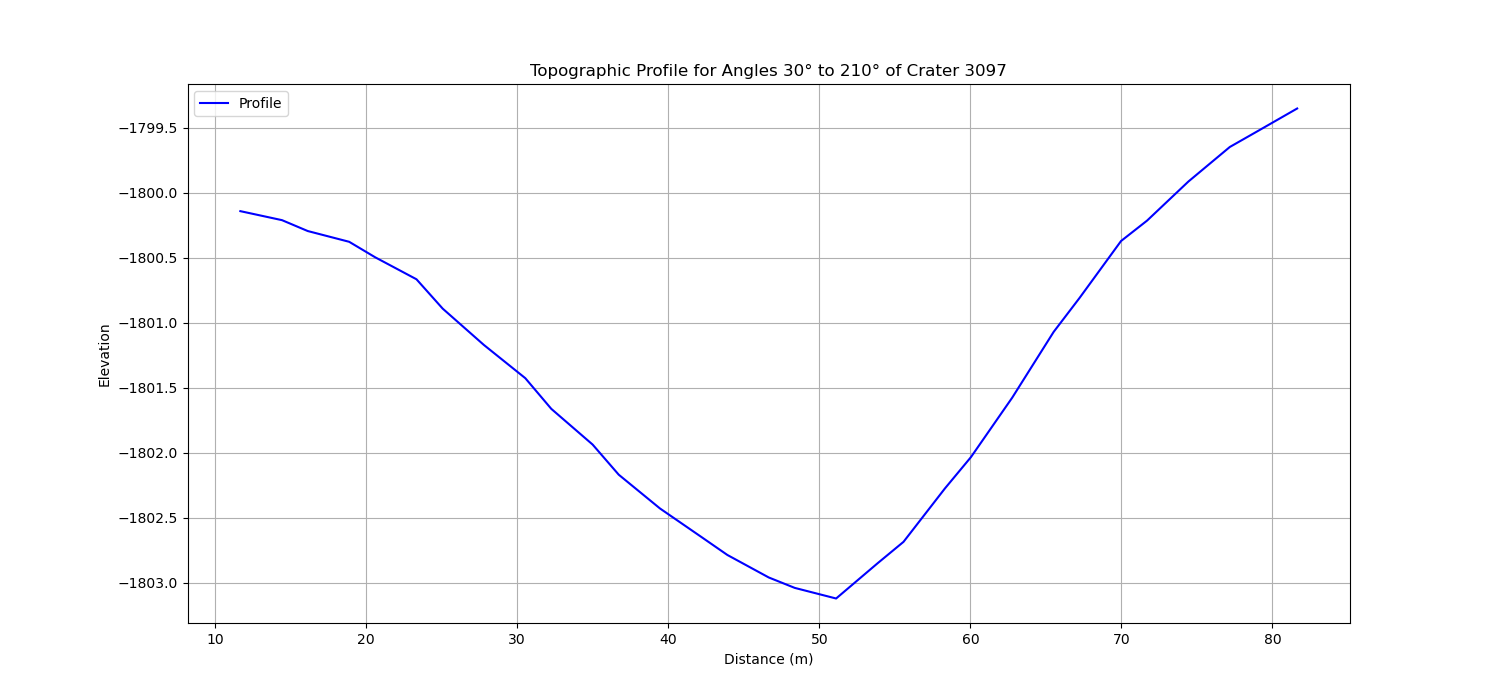 Topographic Profile for Angles 30° to 210° of Crater 3097
Profile
Elevation
−1799.5
−1800.0
−1800.5
−1801.0
−1801.5
−1802.0
−1802.5
−1803.0
10 20 30 40 50 60 70 80
Distance (m)